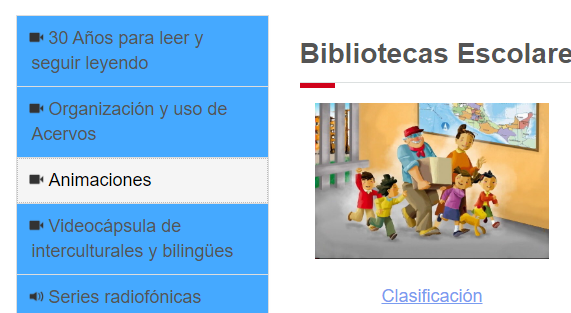 30 Años para leer y
seguir leyendo
Organización y uso de
Acervos
Animaciones
Videocápsula de
interculturales y bilingües
Series radiofónicas
Bibliotecas Escolare
Clasificación